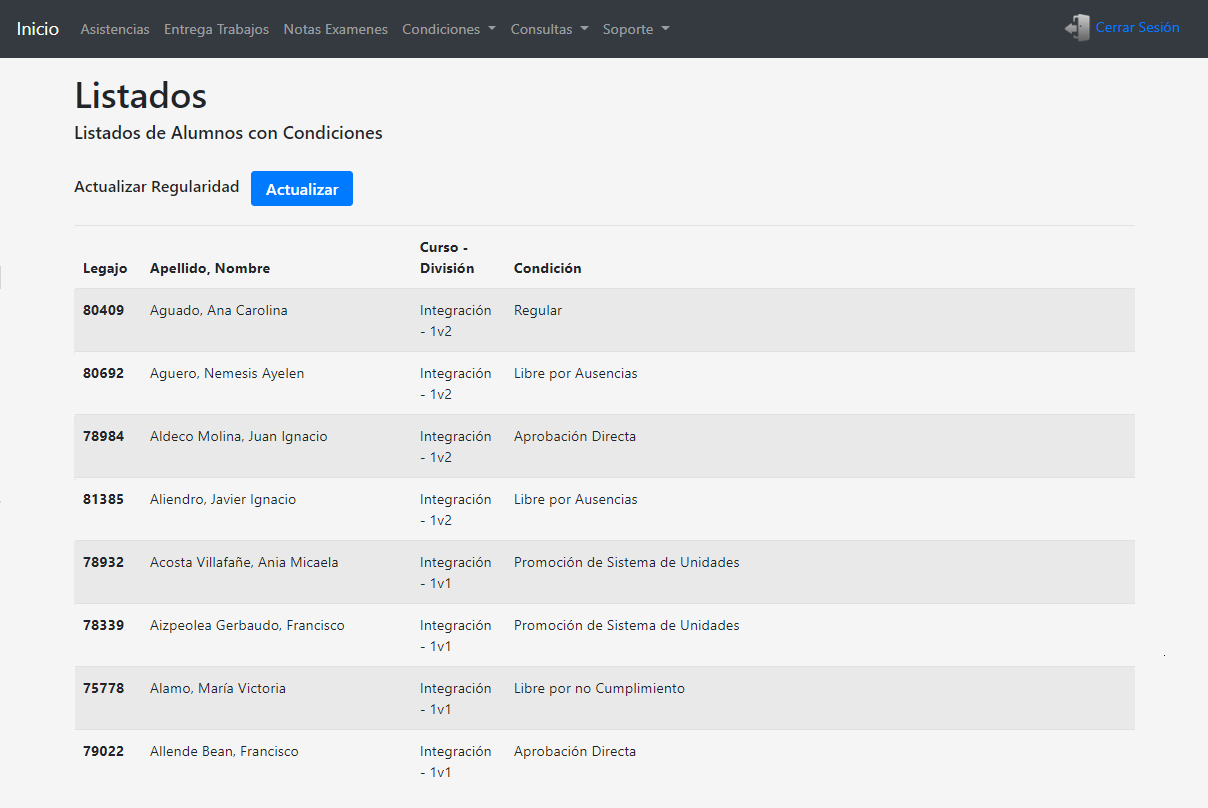 Inicio Asistencias Entrega Trabajos Notas Examenes Condiciones Consultas Soporte Cerrar Sesión
Listados
Listados de Alumnos con Condiciones
Actualizar Regularidad Actualizar
Legajo Apellido, Nombre Curso - División Condición
80409 Aguado, Ana Carolina Integración - 1v2 Regular
80692 Aguero, Nemesis Ayelen Integración - 1v2 Libre por Ausencias
78984 Aldeco Molina, Juan Ignacio Integración - 1v2 Aprobación Directa
81385 Aliendro, Javier Ignacio Integración - 1v2 Libre por Ausencias
78932 Acosta Villafañe, Ania Micaela Integración - 1v1 Promoción de Sistema de Unidades
78339 Aizpeolea Gerbaudo, Francisco Integración - 1v1 Promoción de Sistema de Unidades
75778 Alamo, María Victoria Integración - 1v1 Libre por no Cumplimiento
79022 Allende Bean, Francisco Integración - 1v1 Aprobación Directa